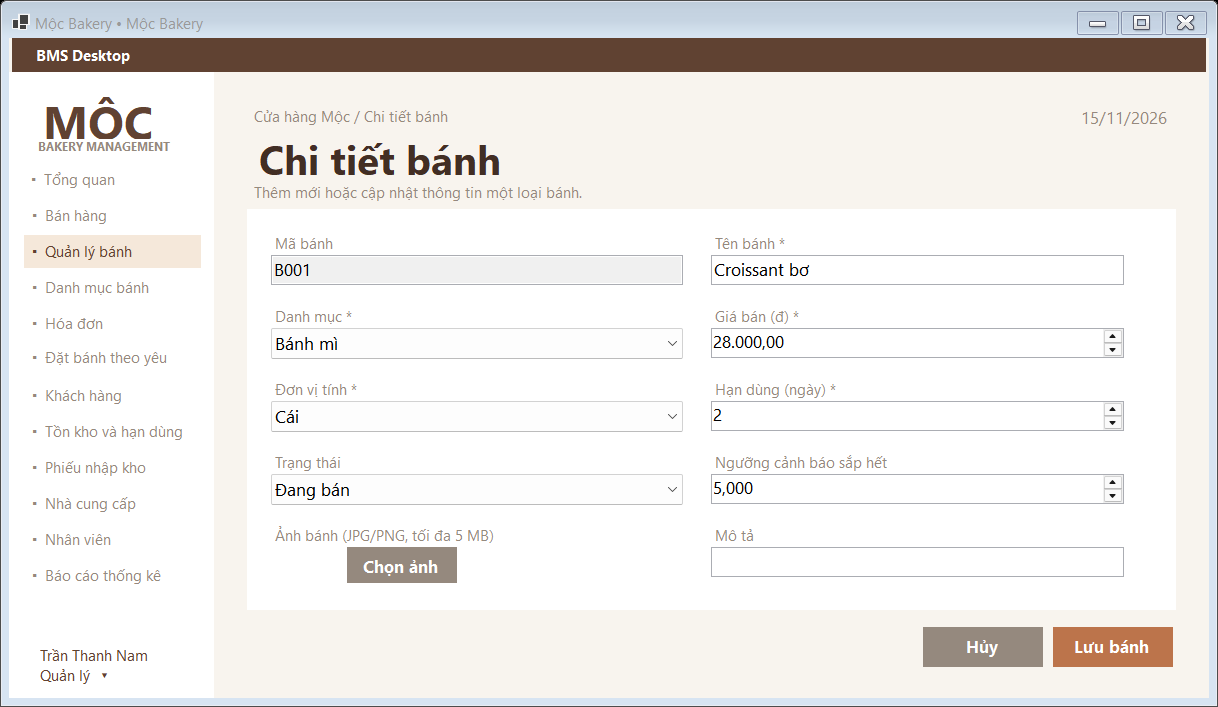 Mộc Bakery • Mộc Bakery
BMS Desktop
MỘC
BAKERY MANAGEMENT
• Tổng quan
• Bán hàng
• Quản lý bánh
• Danh mục bánh
• Hóa đơn
• Đặt bánh theo yêu
• Khách hàng
• Tồn kho và hạn dùng
• Phiếu nhập kho
• Nhà cung cấp
• Nhân viên
• Báo cáo thống kê
Trần Thanh Nam
Quản lý ▾
Cửa hàng Mộc / Chi tiết bánh
15/11/2026
Chi tiết bánh
Thêm mới hoặc cập nhật thông tin một loại bánh.
Mã bánh
B001
Tên bánh *
Croissant bơ
Danh mục *
Bánh mì
Giá bán (đ) *
28.000,00
Đơn vị tính *
Cái
Hạn dùng (ngày) *
2
Trạng thái
Đang bán
Ngưỡng cảnh báo sắp hết
5,000
Ảnh bánh (JPG/PNG, tối đa 5 MB)
Chọn ảnh
Mô tả
Hủy
Lưu bánh